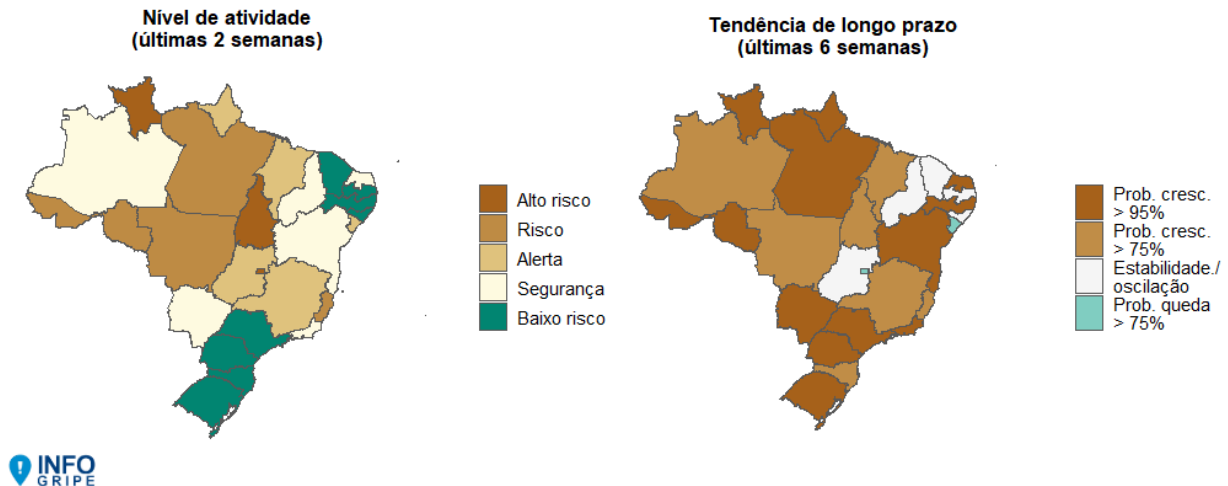 Nível de atividade
(últimas 2 semanas)
Alto risco
Risco
Alerta
Segurança
Baixo risco
Tendência de longo prazo
(últimas 6 semanas)
Prob. cresc.
> 95%
Prob. cresc.
> 75%
Estabilidade./
oscilação
Prob. queda
> 75%
INFO
GRIPE